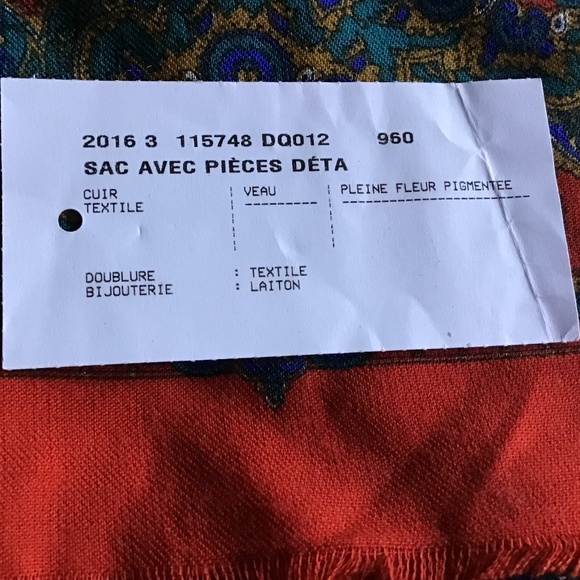 2016 3 115748 DQ012 960
SAC AVEC PIÈCES DÉTA
CUIR ¦ VEAU ¦ PLEINE FLEUR PIGMENTEE
TEXTILE ¦ --------- ¦ ------------------------
DOUBLURE : TEXTILE
BIJOUTERIE : LAITON